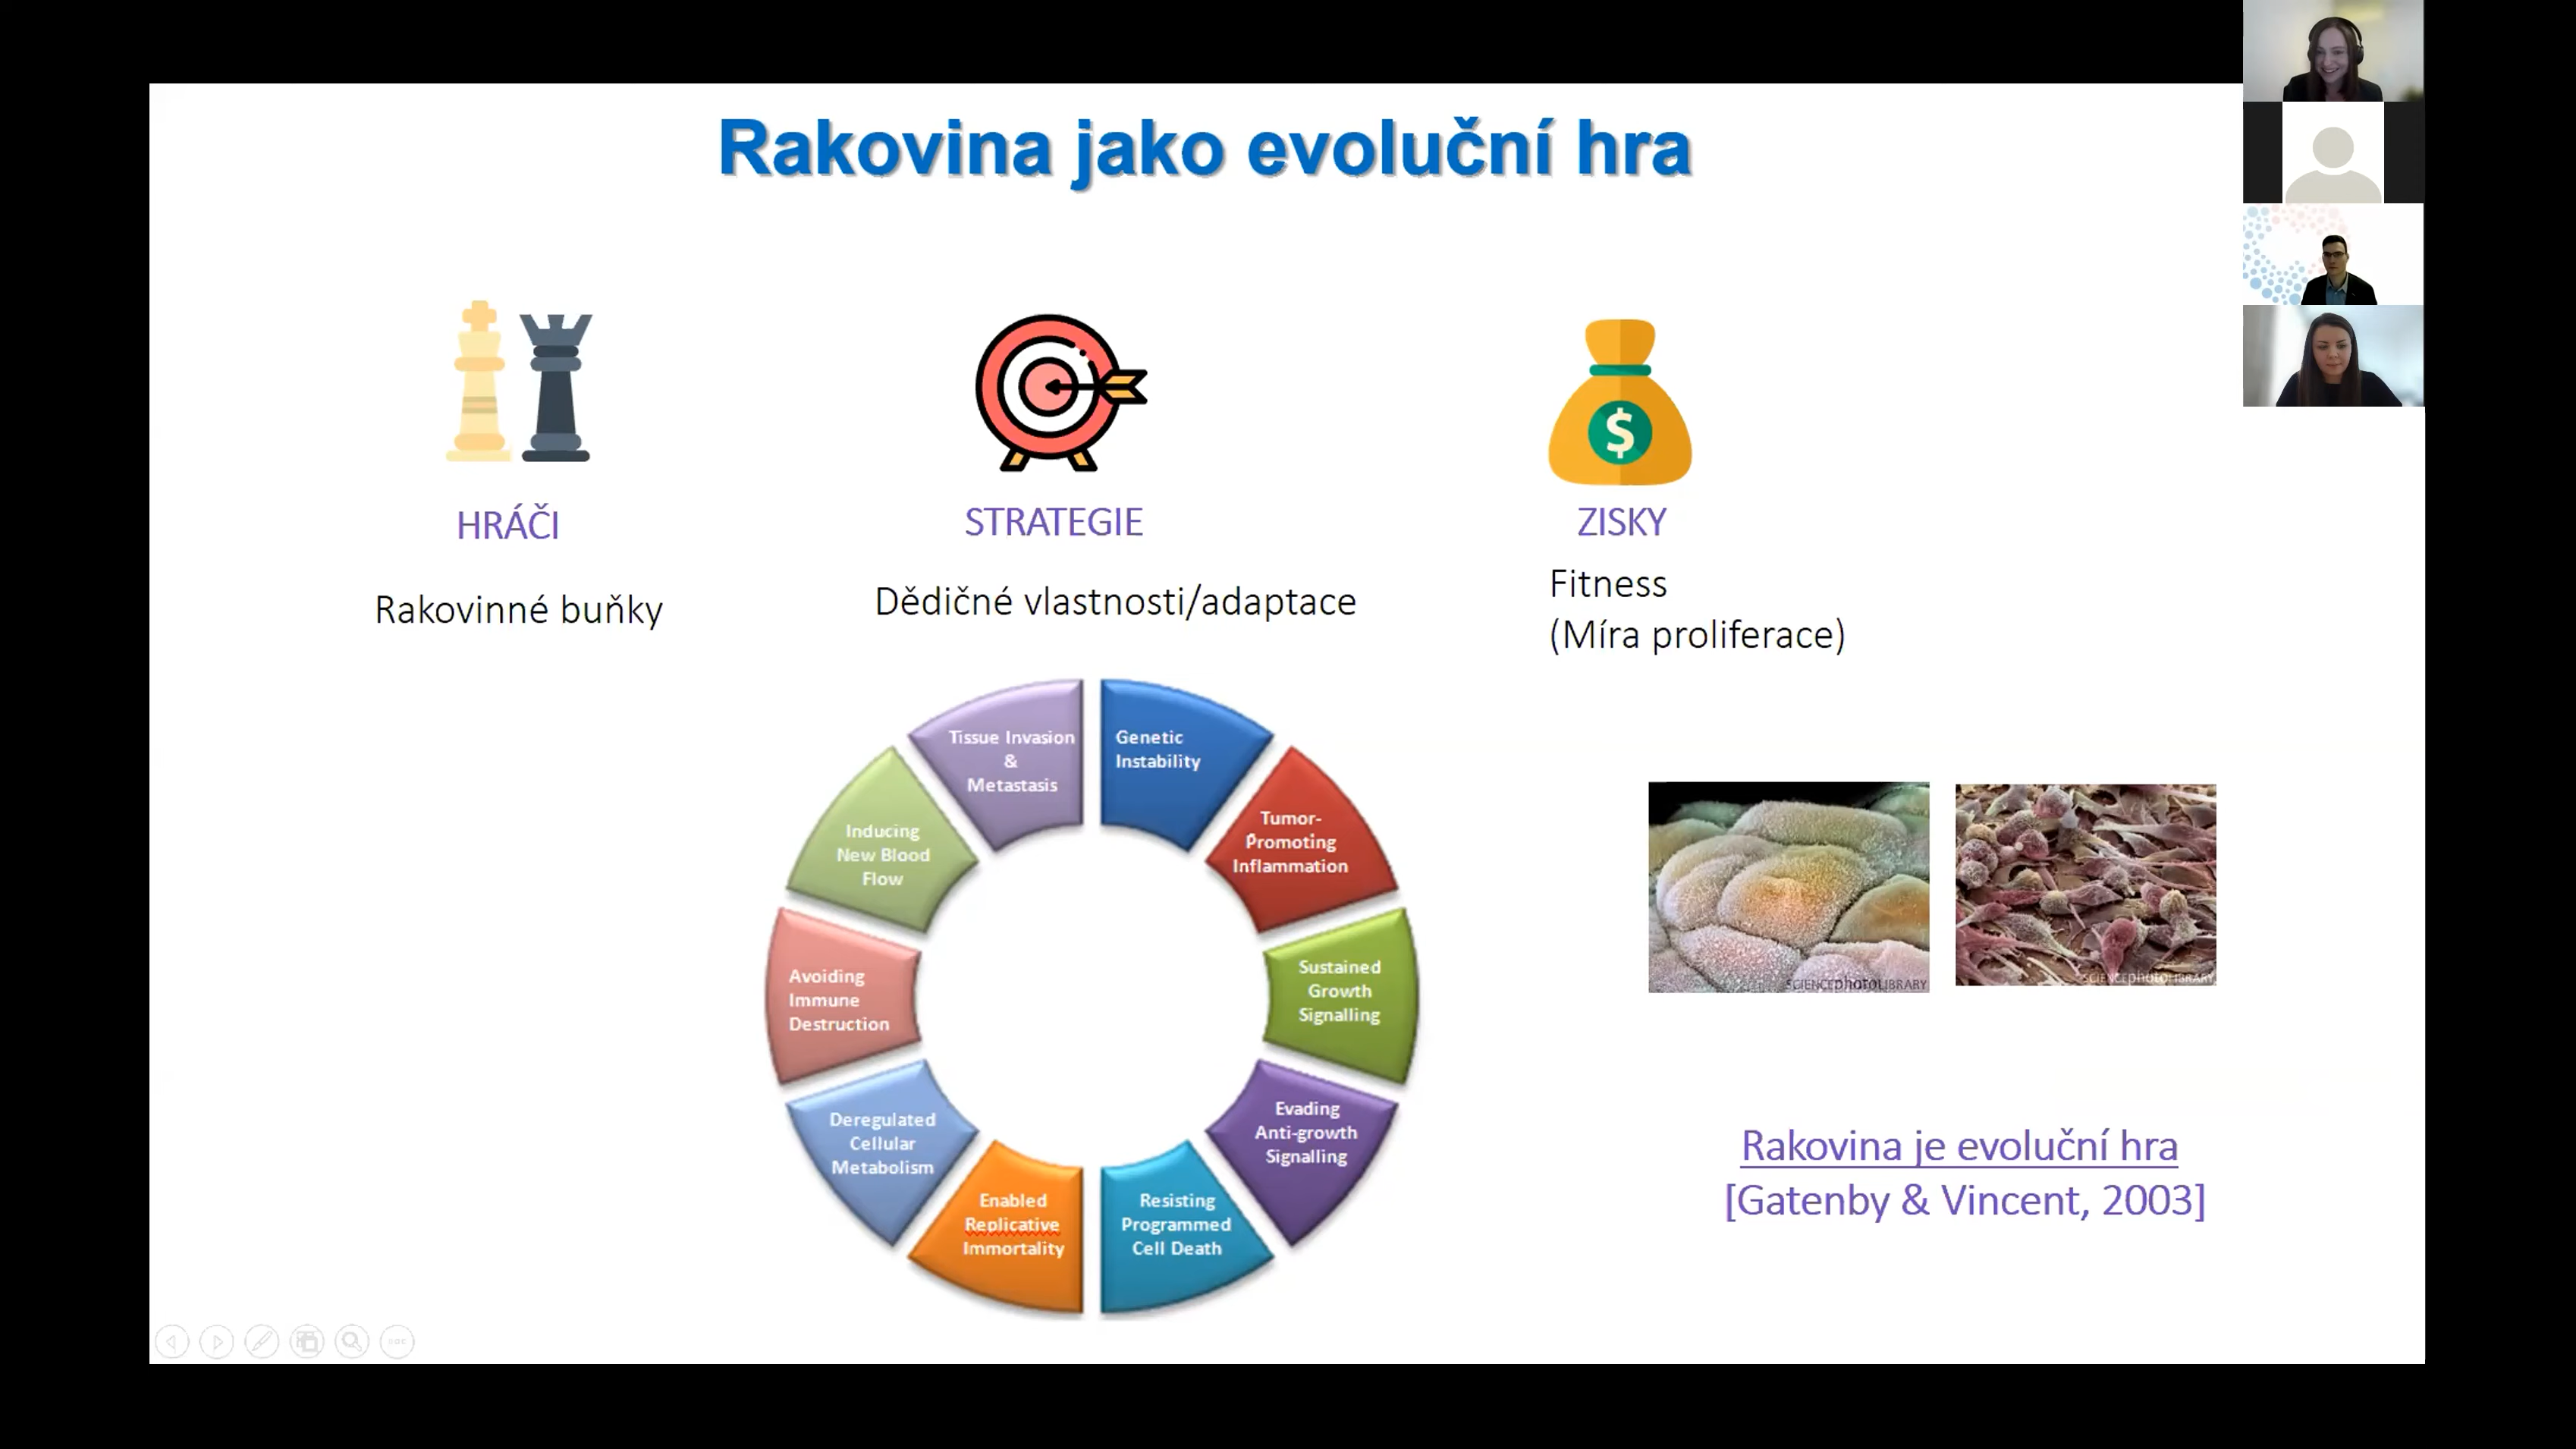 Rakovina jako evoluční hra
$
HRÁČI
STRATEGIE
ZISKY
Rakovinné buňky
Dědičné vlastnosti/adaptace
Fitness
(Míra proliferace)
Tissue Invasion
&
Metastasis
Genetic
Instability
Tumor-
Promoting
Inflammation
Sustained
Growth
Signalling
Evading
Anti-growth
Signalling
Resisting
Programmed
Cell Death
Enabled
Replicative
Immortality
Deregulated
Cellular
Metabolism
Avoiding
Immune
Destruction
Inducing
New Blood
Flow
SCIENCEphotoLIBRARY
SCIENCEphotoLIBRARY
Rakovina je evoluční hra
[Gatenby & Vincent, 2003]